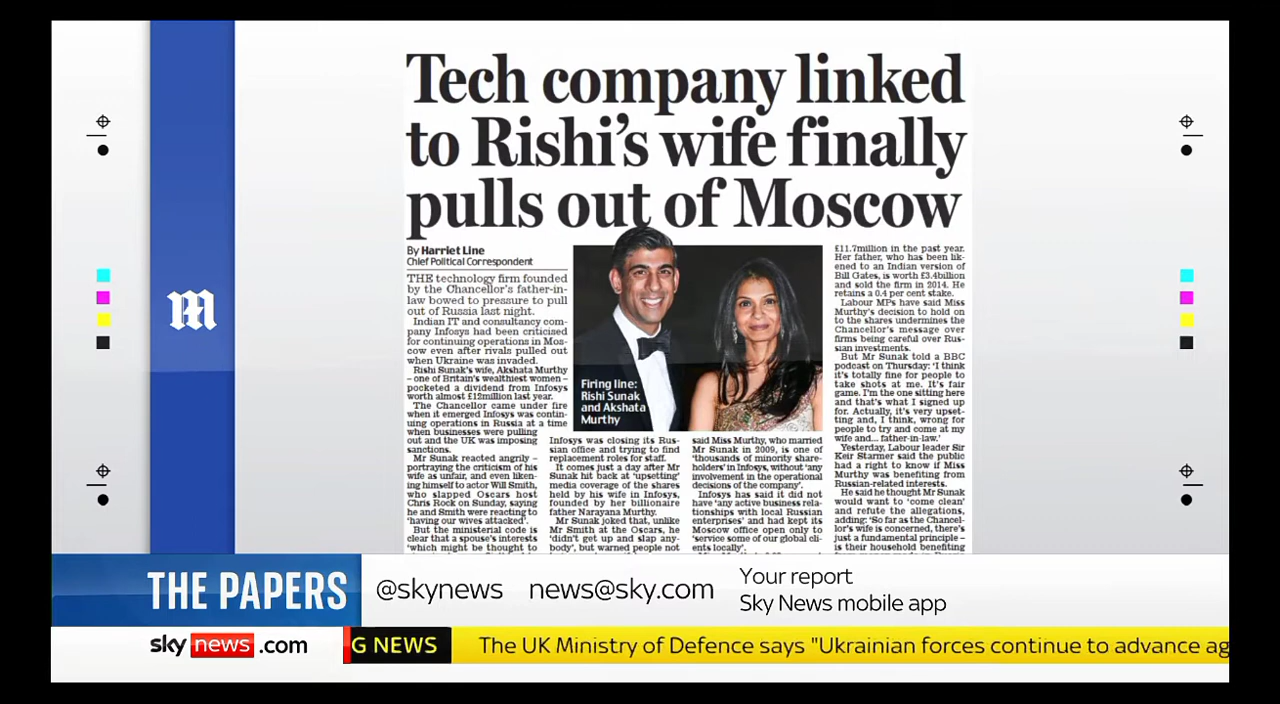 Tech company linked
to Rishi's wife finally
pulls out of Moscow
By Harriet Line
Chief Political Correspondent
THE technology firm founded
by the Chancellor's father-in-
law bowed to pressure to pull
out of Russia last night.
Indian IT and consultancy com-
pany Infosys had been criticised
for continuing operations in Mos-
cow even after rivals pulled out
when Ukraine was invaded.
Rishi Sunak's wife, Akshata Murthy
– one of Britain's wealthiest women –
pocketed a dividend from Infosys
worth almost £12million last year.
The Chancellor came under fire
when it emerged Infosys was contin-
uing operations in Russia at a time
when businesses were pulling
out and the UK was imposing
sanctions.
Mr Sunak reacted angrily –
portraying the criticism of his
wife as unfair, and even liken-
ing himself to actor Will Smith,
who slapped Oscars host
Chris Rock on Sunday, saying
he and Smith were reacting to
'having our wives attacked'.
But the ministerial code is
clear that a spouse's interests
'which might be thought to
Firing line:
Rishi Sunak
and Akshata
Murthy
Infosys was closing its Rus-
sian office and trying to find
replacement roles for staff.
It comes just a day after Mr
Sunak hit back at 'upsetting'
media coverage of the shares
held by his wife in Infosys,
founded by her billionaire
father Narayana Murthy.
Mr Sunak joked that, unlike
Mr Smith at the Oscars, he
'didn't get up and slap any-
body', but warned people not
said Miss Murthy, who married
Mr Sunak in 2009, is one of
'thousands of minority share-
holders' in Infosys, without 'any
involvement in the operational
decisions of the company'.
Infosys has said it did not
have 'any active business rela-
tionships with local Russian
enterprises' and had kept its
Moscow office open only to
'service some of our global cli-
ents locally'.
£11.7million in the past year.
Her father, who has been lik-
ened to an Indian version of
Bill Gates, is worth £3.4billion
and sold the firm in 2014. He
retains a 0.4 per cent stake.
Labour MPs have said Miss
Murthy's decision to hold on
to the shares undermines the
Chancellor's message over
firms being careful over Rus-
sian investments.
But Mr Sunak told a BBC
podcast on Thursday: 'I think
it's totally fine for people to
take shots at me. It's fair
game. I'm the one sitting here
and that's what I signed up
for. Actually, it's very upset-
ting and, I think, wrong for
people to try and come at my
wife and... father-in-law.'
Yesterday, Labour leader Sir
Keir Starmer said the public
had a right to know if Miss
Murthy was benefiting from
Russian-related interests.
He said he thought Mr Sunak
would want to 'come clean'
and refute the allegations,
adding: 'So far as the Chancel-
lor's wife is concerned, there's
just a fundamental principle –
is their household benefiting
M
THE PAPERS
@skynews news@sky.com
Your report
Sky News mobile app
sky news .com
G NEWS
The UK Ministry of Defence says "Ukrainian forces continue to advance ag